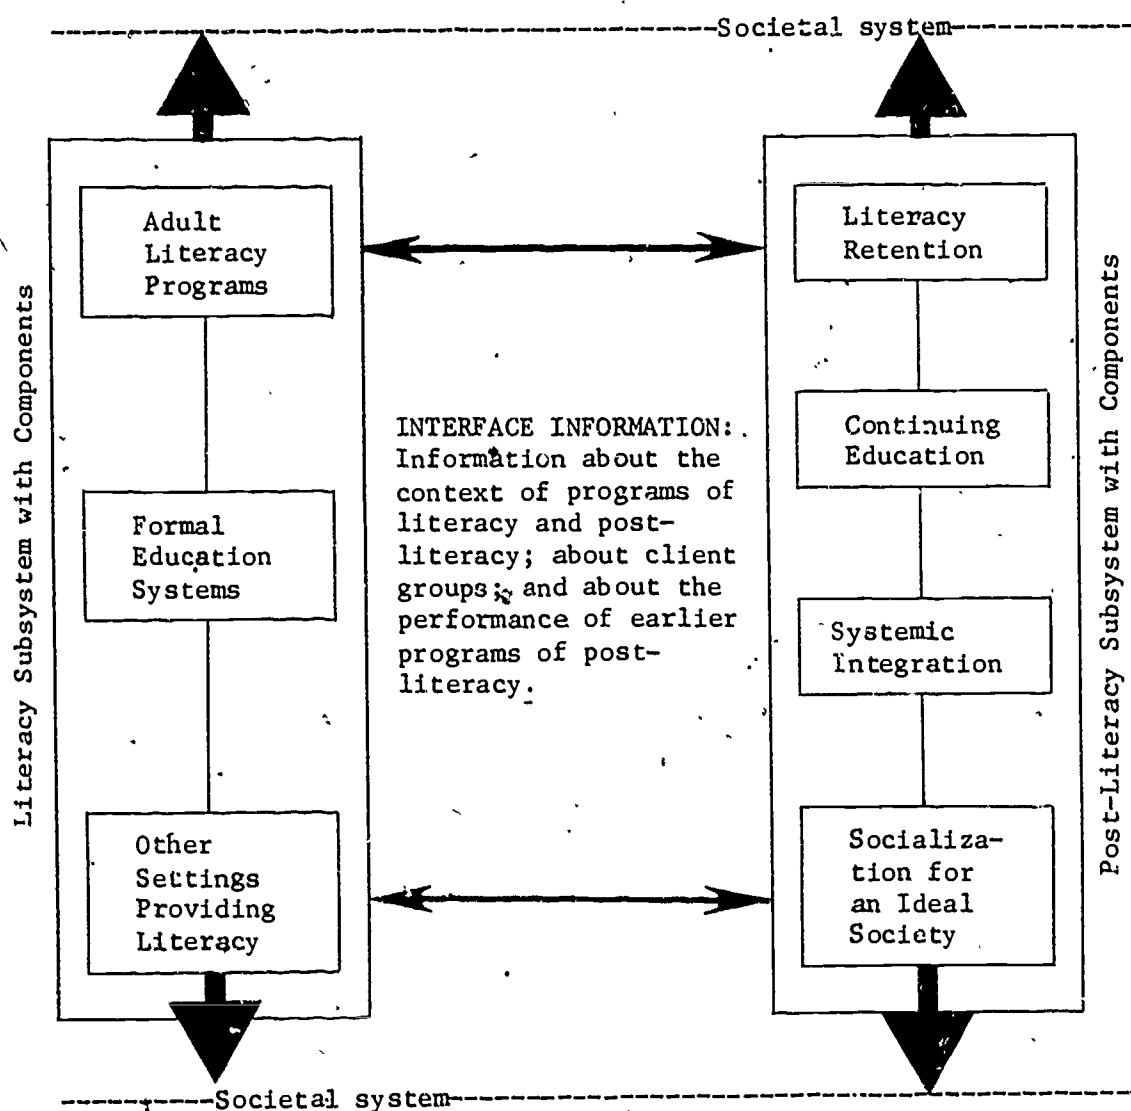 Societal system
Literacy Subsystem with Components
Adult
Literacy
Programs
Formal
Education
Systems
Other
Settings
Providing
Literacy
INTERFACE INFORMATION:
Information about the
context of programs of
literacy and post-
literacy; about client
groups; and about the
performance of earlier
programs of post-
literacy.
Literacy
Retention
Continuing
Education
Systemic
Integration
Socializa-
tion for
an Ideal
Society
Post-Literacy Subsystem with Components
Societal system